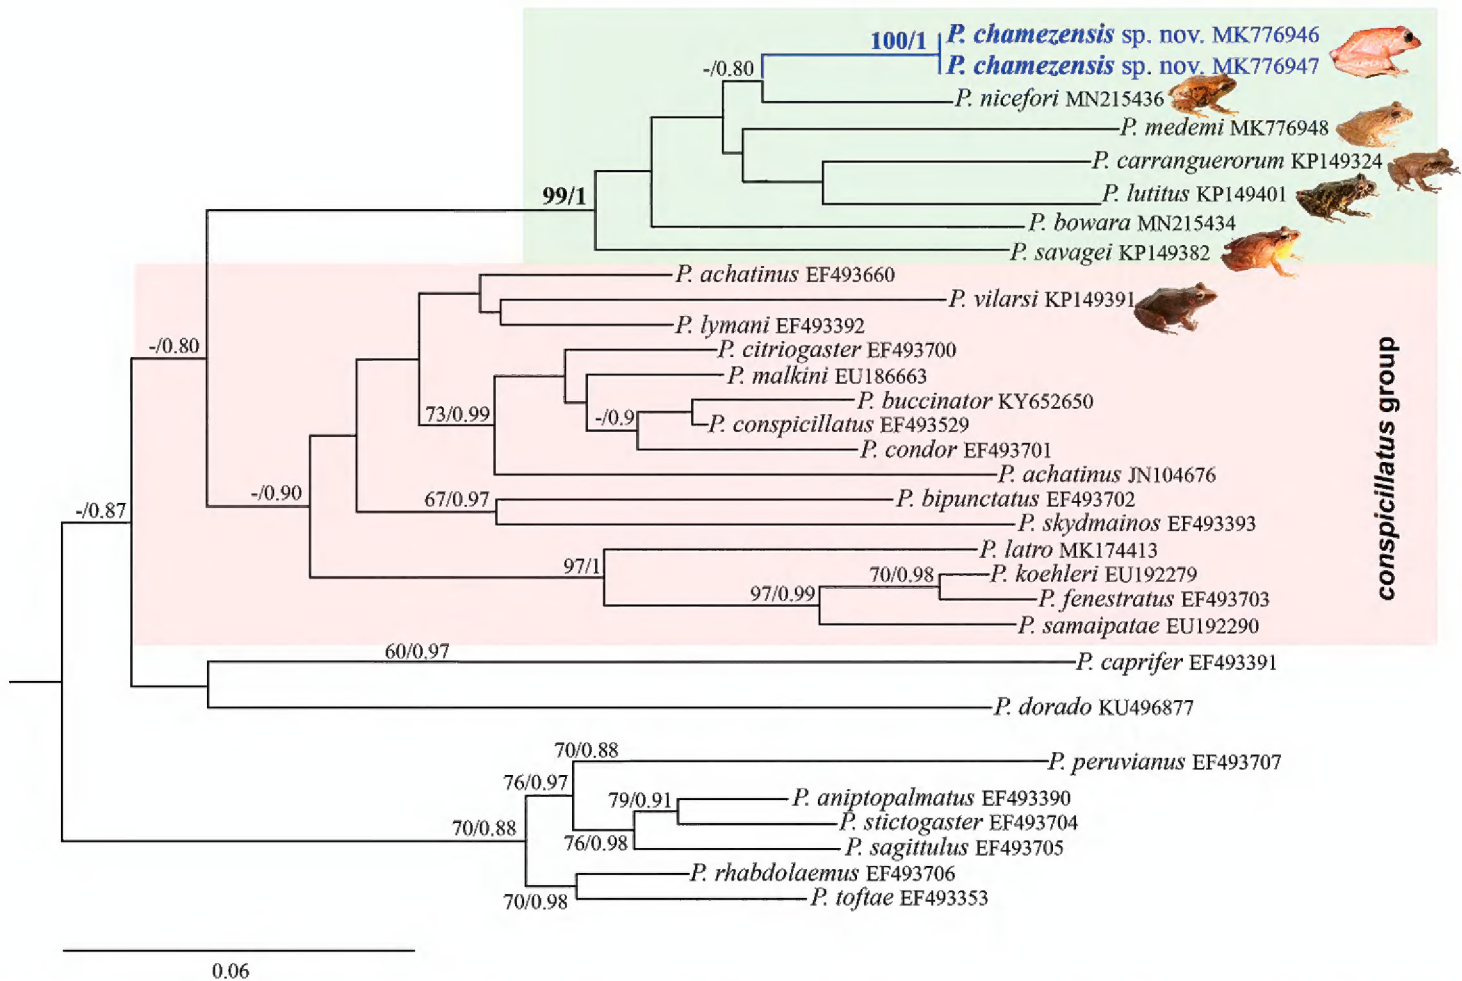 100/1
P. chamezensis sp. nov. MK776946
P. chamezensis sp. nov. MK776947
-/0.80
P. nicefori MN215436
P. medemi MK776948
P. carranguerorum KP149324
99/1
P. lutitus KP149401
P. bowara MN215434
P. savagei KP149382
P. achatinus EF493660
P. vilarsi KP149391
P. lymani EF493392
-/0.80
P. citriogaster EF493700
P. malkini EU186663
P. buccinator KY652650
73/0.99
-/0.9
P. conspicillatus EF493529
P. condor EF493701
P. achatinus JN104676
conspicillatus group
-/0.90
67/0.97
P. bipunctatus EF493702
-/0.87
P. skydmainos EF493393
P. latro MK174413
97/1
70/0.98
P. koehleri EU192279
97/0.99
P. fenestratus EF493703
P. samaipatae EU192290
60/0.97
P. caprifer EF493391
P. dorado KU496877
70/0.88
P. peruvianus EF493707
76/0.97
79/0.91
P. aniptopalmatus EF493390
70/0.88
P. stictogaster EF493704
76/0.98
P. sagittulus EF493705
P. rhabdolaemus EF493706
70/0.98
P. toftae EF493353
0.06